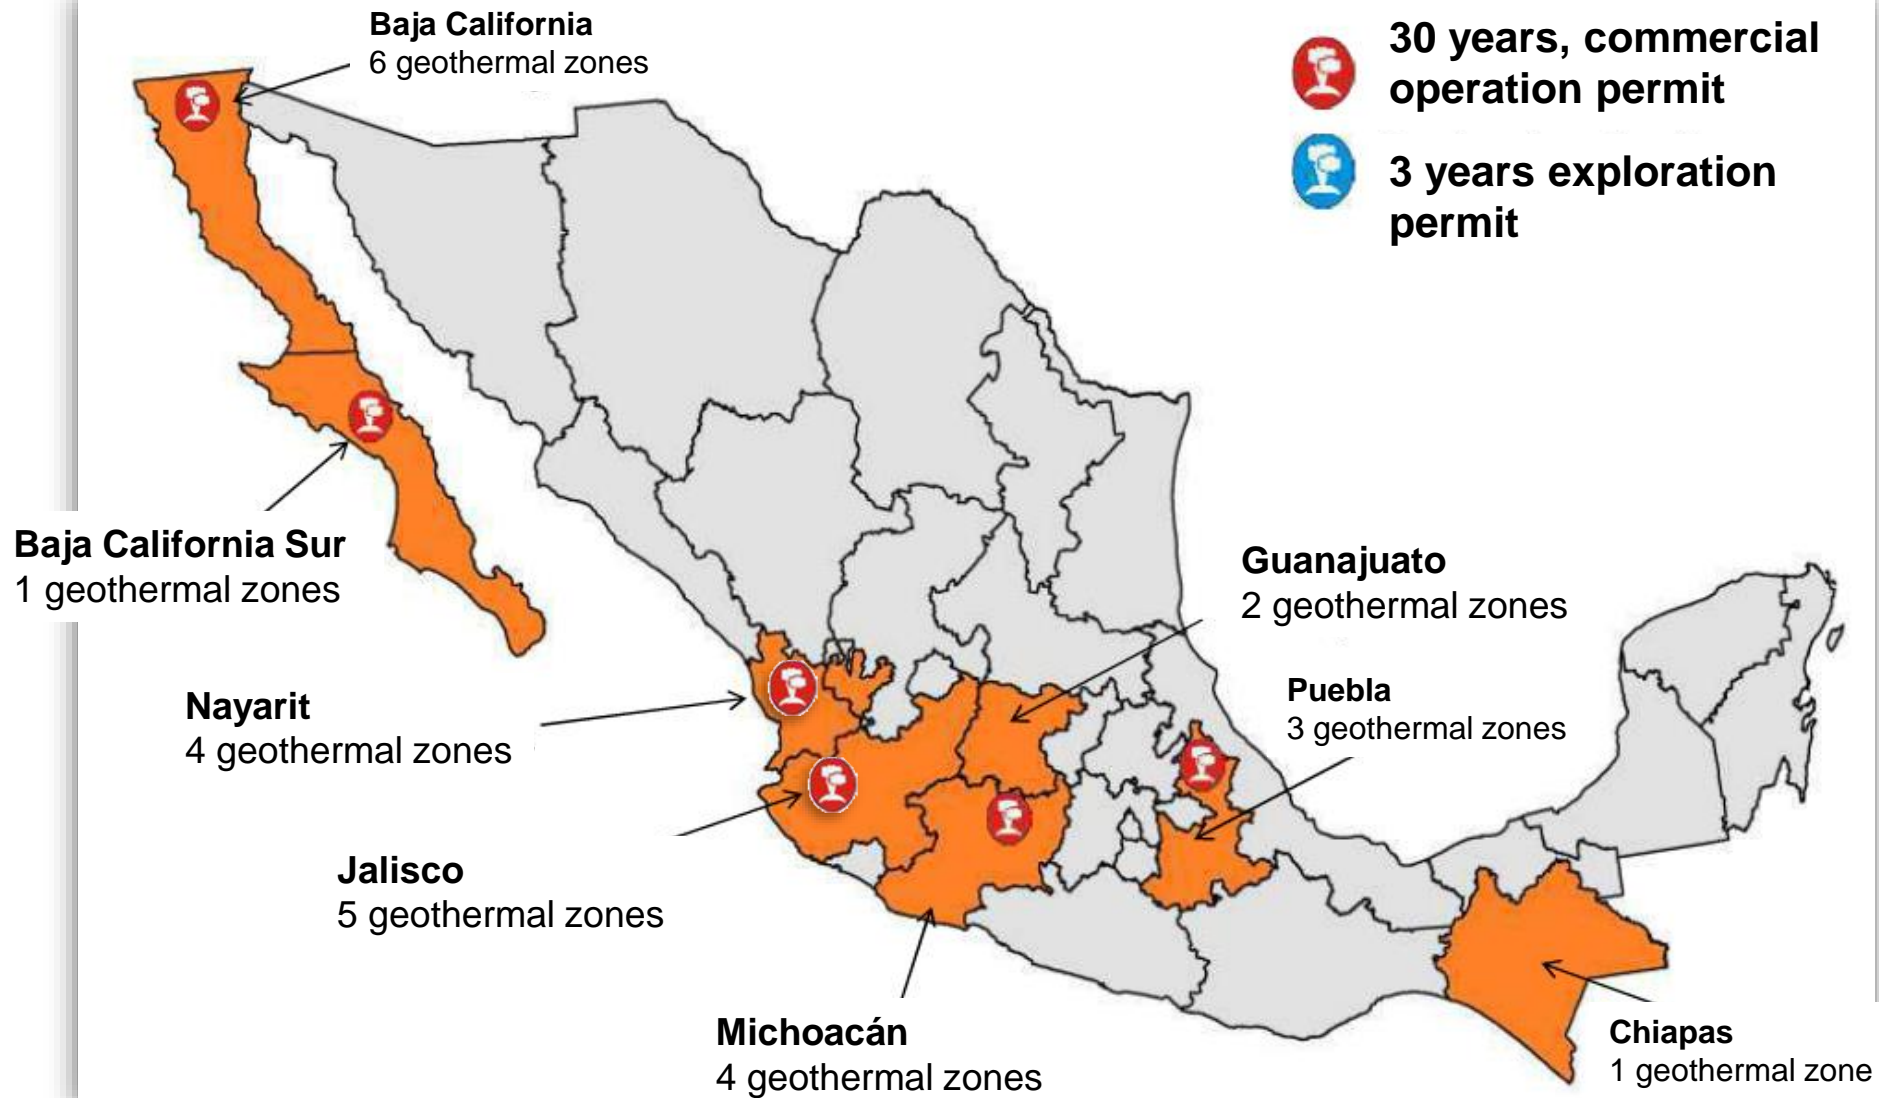 Baja California
6 geothermal zones
30 years, commercial
operation permit
3 years exploration
permit
Baja California Sur
1 geothermal zones
Guanajuato
2 geothermal zones
Puebla
3 geothermal zones
Nayarit
4 geothermal zones
Jalisco
5 geothermal zones
Michoacán
4 geothermal zones
Chiapas
1 geothermal zone